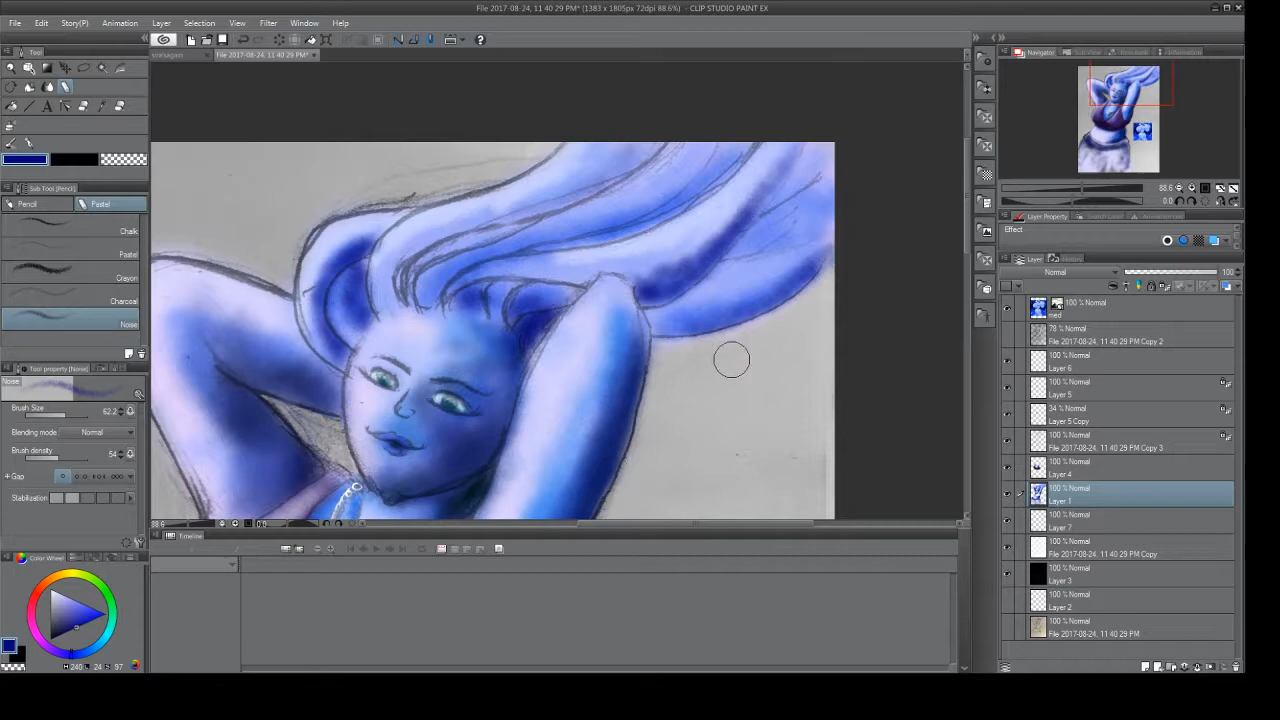 File 2017-08-24, 11 40 29 PM* (1383 x 1805px 72dpi 88.6%) - CLIP STUDIO PAINT EX
File Edit Story(P) Animation Layer Selection View Filter Window Help
File 2017-08-24, 11 40 29 PM*
Tool
Sub Tool [Pencil]
Pencil Pastel
Chalk
Pastel
Crayon
Charcoal
Noise
Tool property [Noise]
Noise
Brush Size 62.2
Blending mode Normal
Brush density 54
Gap
Stabilization
Color Wheel
H 240 24 97
88.6 0.0
Timeline
Navigator Information
88.6
0.0
Layer Property
Effect
Layer History
Normal 100
100 % Normal
med
78 % Normal
File 2017-08-24, 11 40 29 PM Copy 2
100 % Normal
Layer 6
100 % Normal
Layer 5
34 % Normal
Layer 5 Copy
100 % Normal
File 2017-08-24, 11 40 29 PM Copy 3
100 % Normal
Layer 4
100 % Normal
Layer 1
100 % Normal
Layer 7
100 % Normal
File 2017-08-24, 11 40 29 PM Copy
100 % Normal
Layer 3
100 % Normal
Layer 2
100 % Normal
File 2017-08-24, 11 40 29 PM